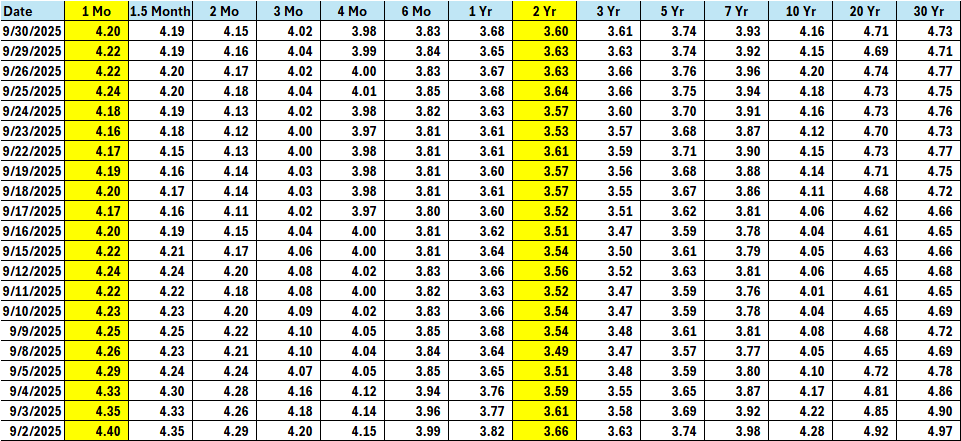 Date 1 Mo 1.5 Month 2 Mo 3 Mo 4 Mo 6 Mo 1 Yr 2 Yr 3 Yr 5 Yr 7 Yr 10 Yr 20 Yr 30 Yr
9/30/2025 4.20 4.19 4.15 4.02 3.98 3.83 3.68 3.60 3.61 3.74 3.93 4.16 4.71 4.73
9/29/2025 4.22 4.19 4.16 4.04 3.99 3.84 3.65 3.63 3.63 3.74 3.92 4.15 4.69 4.71
9/26/2025 4.22 4.20 4.17 4.02 4.00 3.83 3.67 3.63 3.66 3.76 3.96 4.20 4.74 4.77
9/25/2025 4.24 4.20 4.18 4.04 4.01 3.85 3.68 3.64 3.66 3.75 3.94 4.18 4.73 4.75
9/24/2025 4.18 4.19 4.13 4.02 3.98 3.82 3.63 3.57 3.60 3.70 3.91 4.16 4.73 4.76
9/23/2025 4.16 4.18 4.12 4.00 3.97 3.81 3.61 3.53 3.57 3.68 3.87 4.12 4.70 4.73
9/22/2025 4.17 4.15 4.13 4.00 3.98 3.81 3.61 3.61 3.59 3.71 3.90 4.15 4.73 4.77
9/19/2025 4.19 4.16 4.14 4.03 3.98 3.81 3.60 3.57 3.56 3.68 3.88 4.14 4.71 4.75
9/18/2025 4.20 4.17 4.14 4.03 3.98 3.81 3.61 3.57 3.55 3.67 3.86 4.11 4.68 4.72
9/17/2025 4.17 4.16 4.11 4.02 3.97 3.80 3.60 3.52 3.51 3.62 3.81 4.06 4.62 4.66
9/16/2025 4.20 4.19 4.15 4.04 4.00 3.81 3.62 3.51 3.47 3.59 3.78 4.04 4.61 4.65
9/15/2025 4.22 4.21 4.17 4.06 4.00 3.81 3.64 3.54 3.50 3.61 3.79 4.05 4.63 4.66
9/12/2025 4.24 4.24 4.20 4.08 4.02 3.83 3.66 3.56 3.52 3.63 3.81 4.06 4.65 4.68
9/11/2025 4.22 4.22 4.18 4.08 4.00 3.82 3.63 3.52 3.47 3.59 3.76 4.01 4.61 4.65
9/10/2025 4.23 4.23 4.20 4.09 4.02 3.83 3.66 3.54 3.47 3.59 3.78 4.04 4.65 4.69
9/9/2025 4.25 4.25 4.22 4.10 4.05 3.85 3.68 3.54 3.48 3.61 3.81 4.08 4.68 4.72
9/8/2025 4.26 4.23 4.21 4.10 4.04 3.84 3.64 3.49 3.47 3.57 3.77 4.05 4.65 4.69
9/5/2025 4.29 4.24 4.24 4.07 4.05 3.85 3.65 3.51 3.48 3.59 3.80 4.10 4.72 4.78
9/4/2025 4.33 4.30 4.28 4.16 4.12 3.94 3.76 3.59 3.55 3.65 3.87 4.17 4.81 4.86
9/3/2025 4.35 4.33 4.26 4.18 4.14 3.96 3.77 3.61 3.58 3.69 3.92 4.22 4.85 4.90
9/2/2025 4.40 4.35 4.29 4.20 4.15 3.99 3.82 3.66 3.63 3.74 3.98 4.28 4.92 4.97